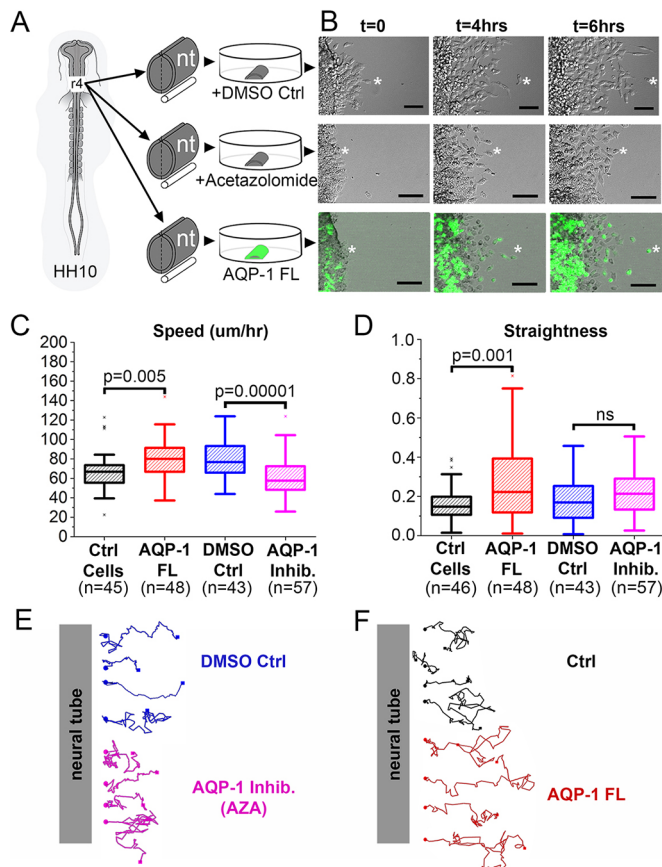 A
B
t=0
t=4hrs
t=6hrs
nt
+DMSO Ctrl
r4
nt
+Acetazolomide
nt
AQP-1 FL
HH10
*
*
*
*
*
*
*
*
*
C
Speed (um/hr)
200
180
160
140
120
100
80
60
40
20
0
p=0.005
p=0.00001
Ctrl
Cells
(n=45)
AQP-1
FL
(n=48)
DMSO
Ctrl
(n=43)
AQP-1
Inhib.
(n=57)
D
Straightness
1.0
0.8
0.6
0.4
0.2
0.0
p=0.001
ns
Ctrl
Cells
(n=46)
AQP-1
FL
(n=48)
DMSO
Ctrl
(n=43)
AQP-1
Inhib.
(n=57)
E
neural tube
DMSO Ctrl
AQP-1 Inhib.
(AZA)
F
neural tube
Ctrl
AQP-1 FL